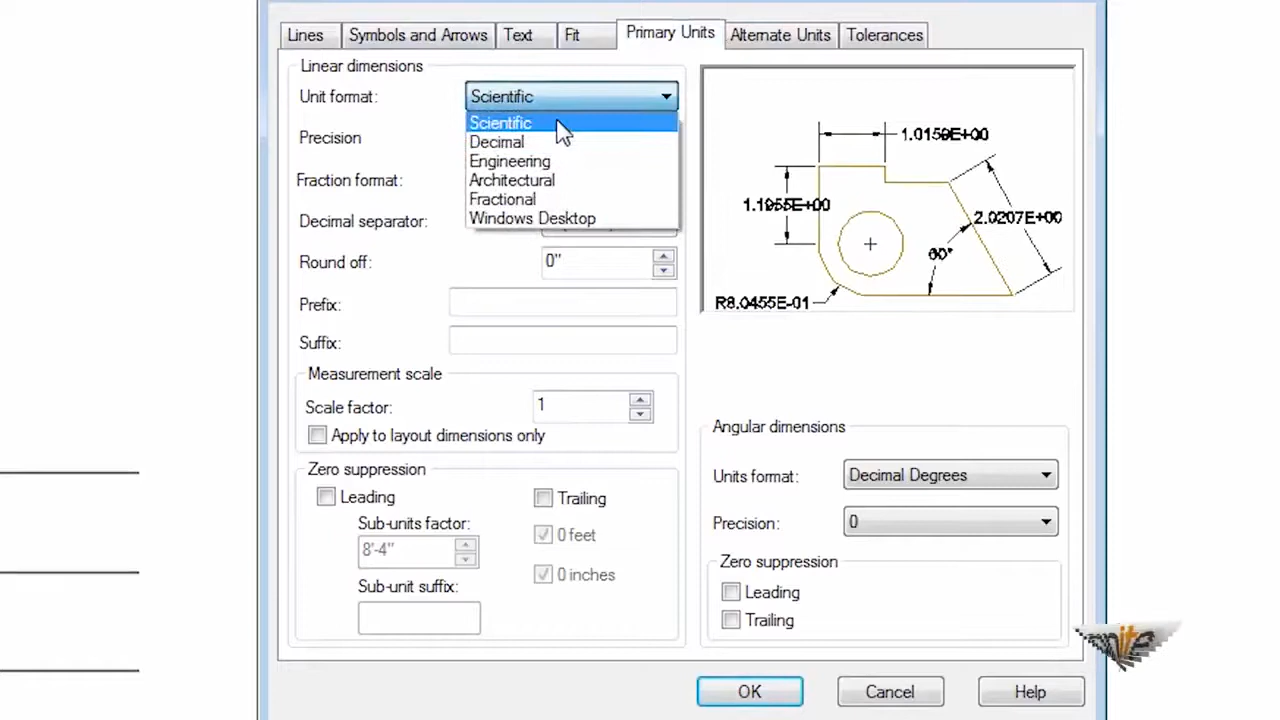 Lines Symbols and Arrows Text Fit Primary Units Alternate Units Tolerances
Linear dimensions
Unit format: Scientific
Scientific
Decimal
Engineering
Architectural
Fractional
Windows Desktop
Precision
Fraction format:
Decimal separator:
Round off: 0"
Prefix:
Suffix:
Measurement scale
Scale factor: 1
Apply to layout dimensions only
Zero suppression
Leading
Sub-units factor:
8'-4"
Sub-unit suffix:
Trailing
0 feet
0 inches
1.0159E+00
1.1955E+00
2.0207E+00
60°
R8.0455E-01
Angular dimensions
Units format: Decimal Degrees
Precision: 0
Zero suppression
Leading
Trailing
OK Cancel Help